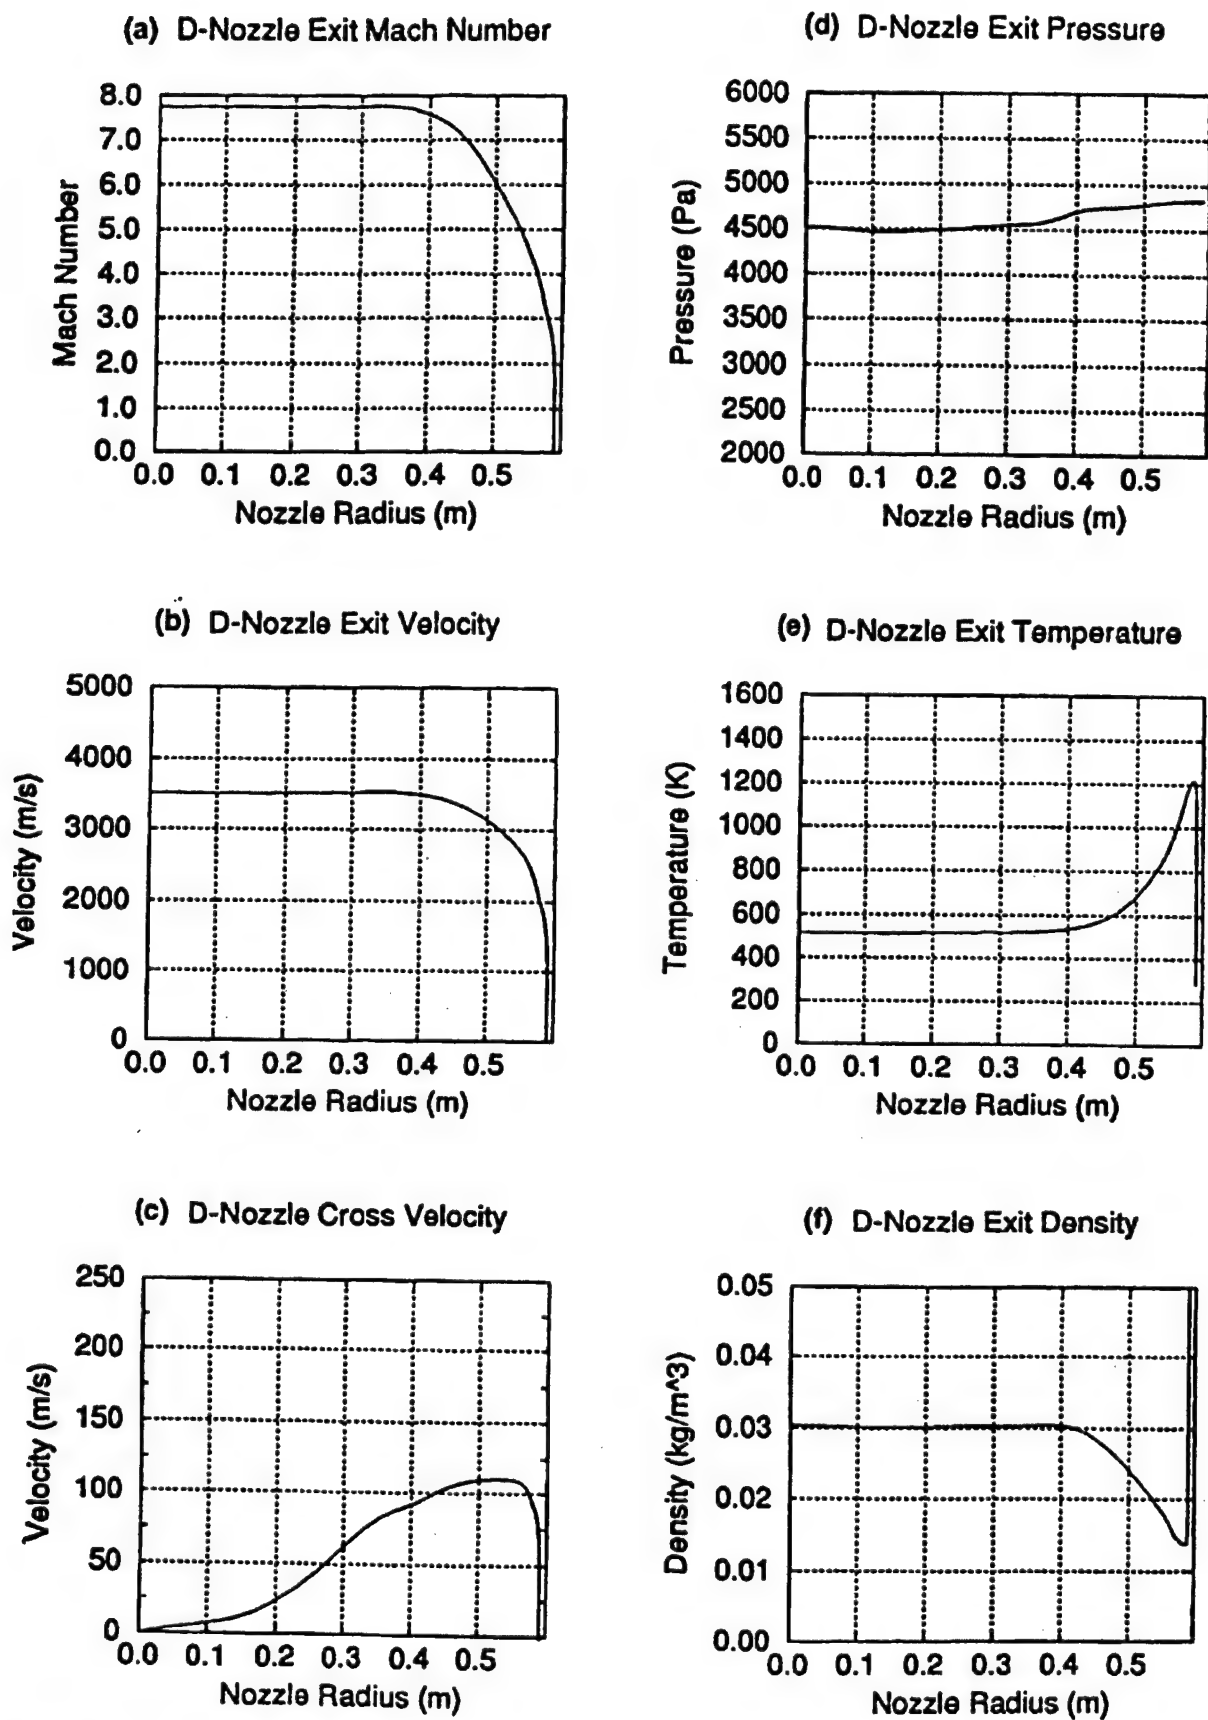 (a) D-Nozzle Exit Mach Number
8.0
7.0
6.0
5.0
4.0
3.0
2.0
1.0
0.0
Mach Number
0.0 0.1 0.2 0.3 0.4 0.5
Nozzle Radius (m)
(d) D-Nozzle Exit Pressure
6000
5500
5000
4500
4000
3500
3000
2500
2000
Pressure (Pa)
0.0 0.1 0.2 0.3 0.4 0.5
Nozzle Radius (m)
(b) D-Nozzle Exit Velocity
5000
4000
3000
2000
1000
0
Velocity (m/s)
0.0 0.1 0.2 0.3 0.4 0.5
Nozzle Radius (m)
(e) D-Nozzle Exit Temperature
1600
1400
1200
1000
800
600
400
200
0
Temperature (K)
0.0 0.1 0.2 0.3 0.4 0.5
Nozzle Radius (m)
(c) D-Nozzle Cross Velocity
250
200
150
100
50
0
Velocity (m/s)
0.0 0.1 0.2 0.3 0.4 0.5
Nozzle Radius (m)
(f) D-Nozzle Exit Density
0.05
0.04
0.03
0.02
0.01
0.00
Density (kg/m^3)
0.0 0.1 0.2 0.3 0.4 0.5
Nozzle Radius (m)